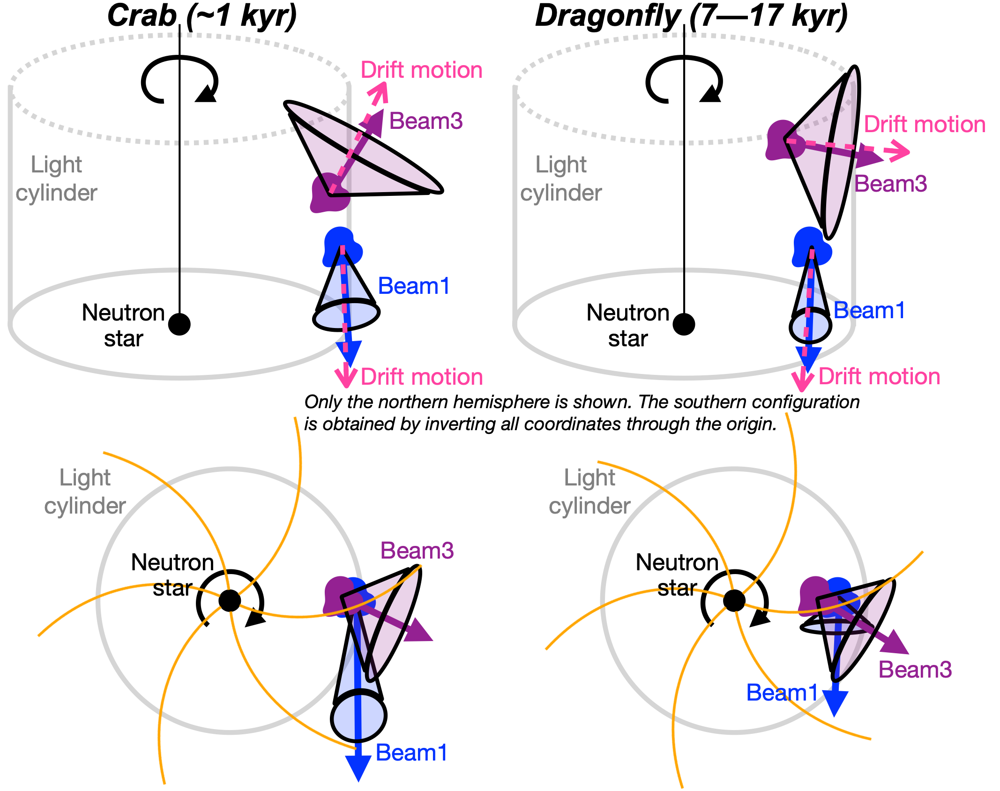 Crab (~1 kyr)
Drift motion
Beam3
Light
cylinder
Beam1
Neutron
star
Drift motion
Dragonfly (7—17 kyr)
Drift motion
Light
cylinder
Beam3
Beam1
Neutron
star
Drift motion
Only the northern hemisphere is shown. The southern configuration
is obtained by inverting all coordinates through the origin.
Light
cylinder
Beam3
Neutron
star
Beam1
Light
cylinder
Neutron
star
Beam3
Beam1